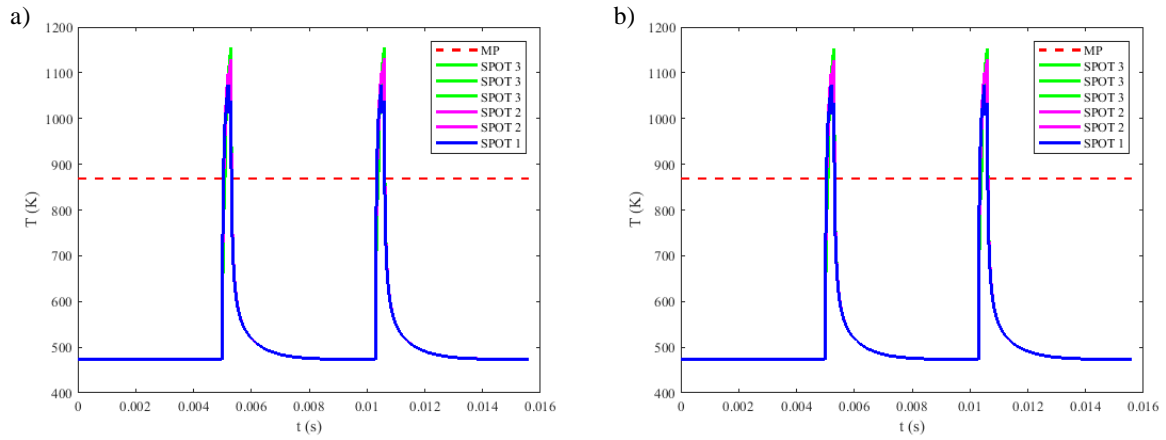 a)
1200
1100
1000
900
800
700
600
500
400
T (K)
0
0.002
0.004
0.006
0.008
0.01
0.012
0.014
0.016
t (s)
MP
SPOT 3
SPOT 3
SPOT 3
SPOT 2
SPOT 2
SPOT 1
b)
1200
1100
1000
900
800
700
600
500
400
T (K)
0
0.002
0.004
0.006
0.008
0.01
0.012
0.014
0.016
t (s)
MP
SPOT 3
SPOT 3
SPOT 3
SPOT 2
SPOT 2
SPOT 1